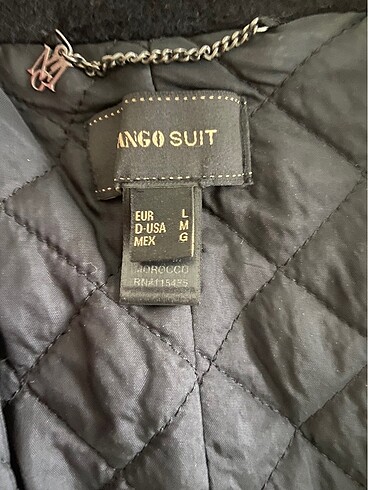 ANGO SUIT
EUR L
D-USA M
MEX G
MOROCCO